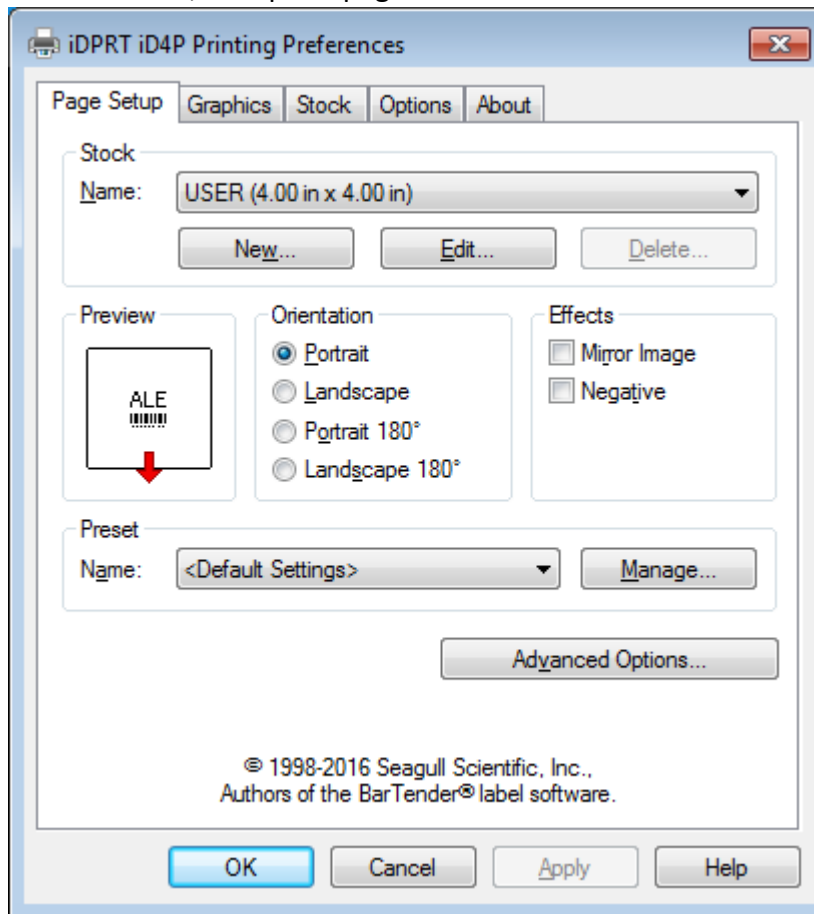 iDPRT iD4P Printing Preferences
Page Setup Graphics Stock Options About
Stock
Name: USER (4.00 in x 4.00 in)
New... Edit... Delete...
Preview Orientation Effects
Portrait Mirror Image
ALE Landscape Negative
Portrait 180°
Landscape 180°
Preset
Name: <Default Settings> Manage...
Advanced Options...
© 1998-2016 Seagull Scientific, Inc.,
Authors of the BarTender® label software.
OK Cancel Apply Help